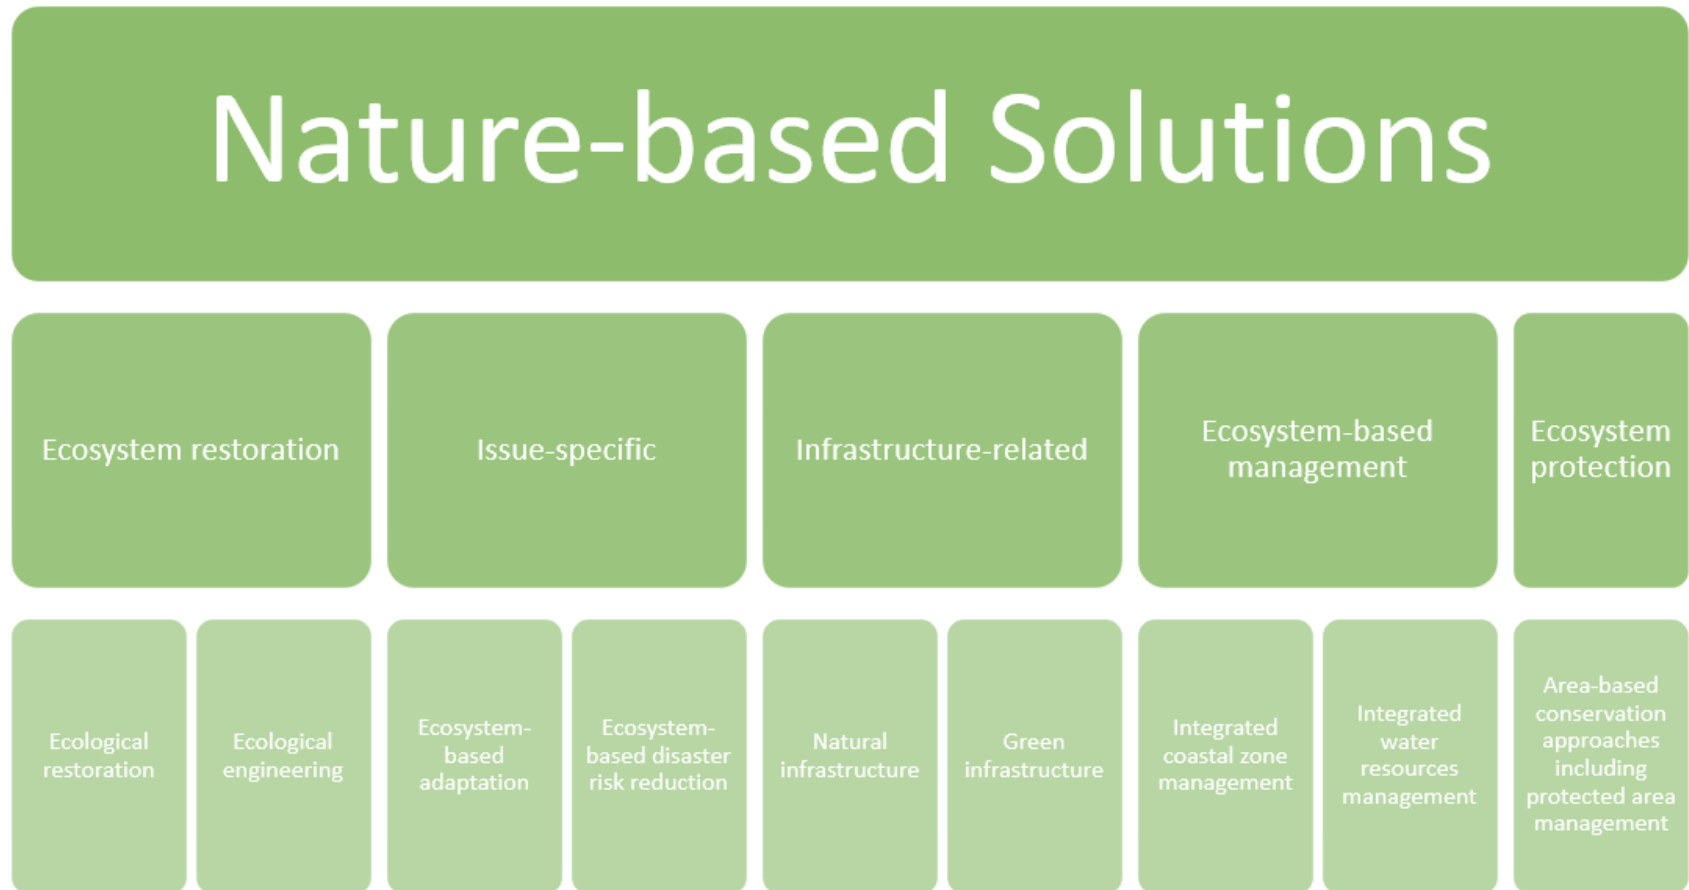 Nature-based Solutions
Ecosystem restoration
Issue-specific
Infrastructure-related
Ecosystem-based
management
Ecosystem
protection
Ecological
restoration
Ecological
engineering
Ecosystem-
based
adaptation
Ecosystem-
based disaster
risk reduction
Natural
infrastructure
Green
infrastructure
Integrated
coastal zone
management
Integrated
water
resources
management
Area-based
conservation
approaches
including
protected area
management